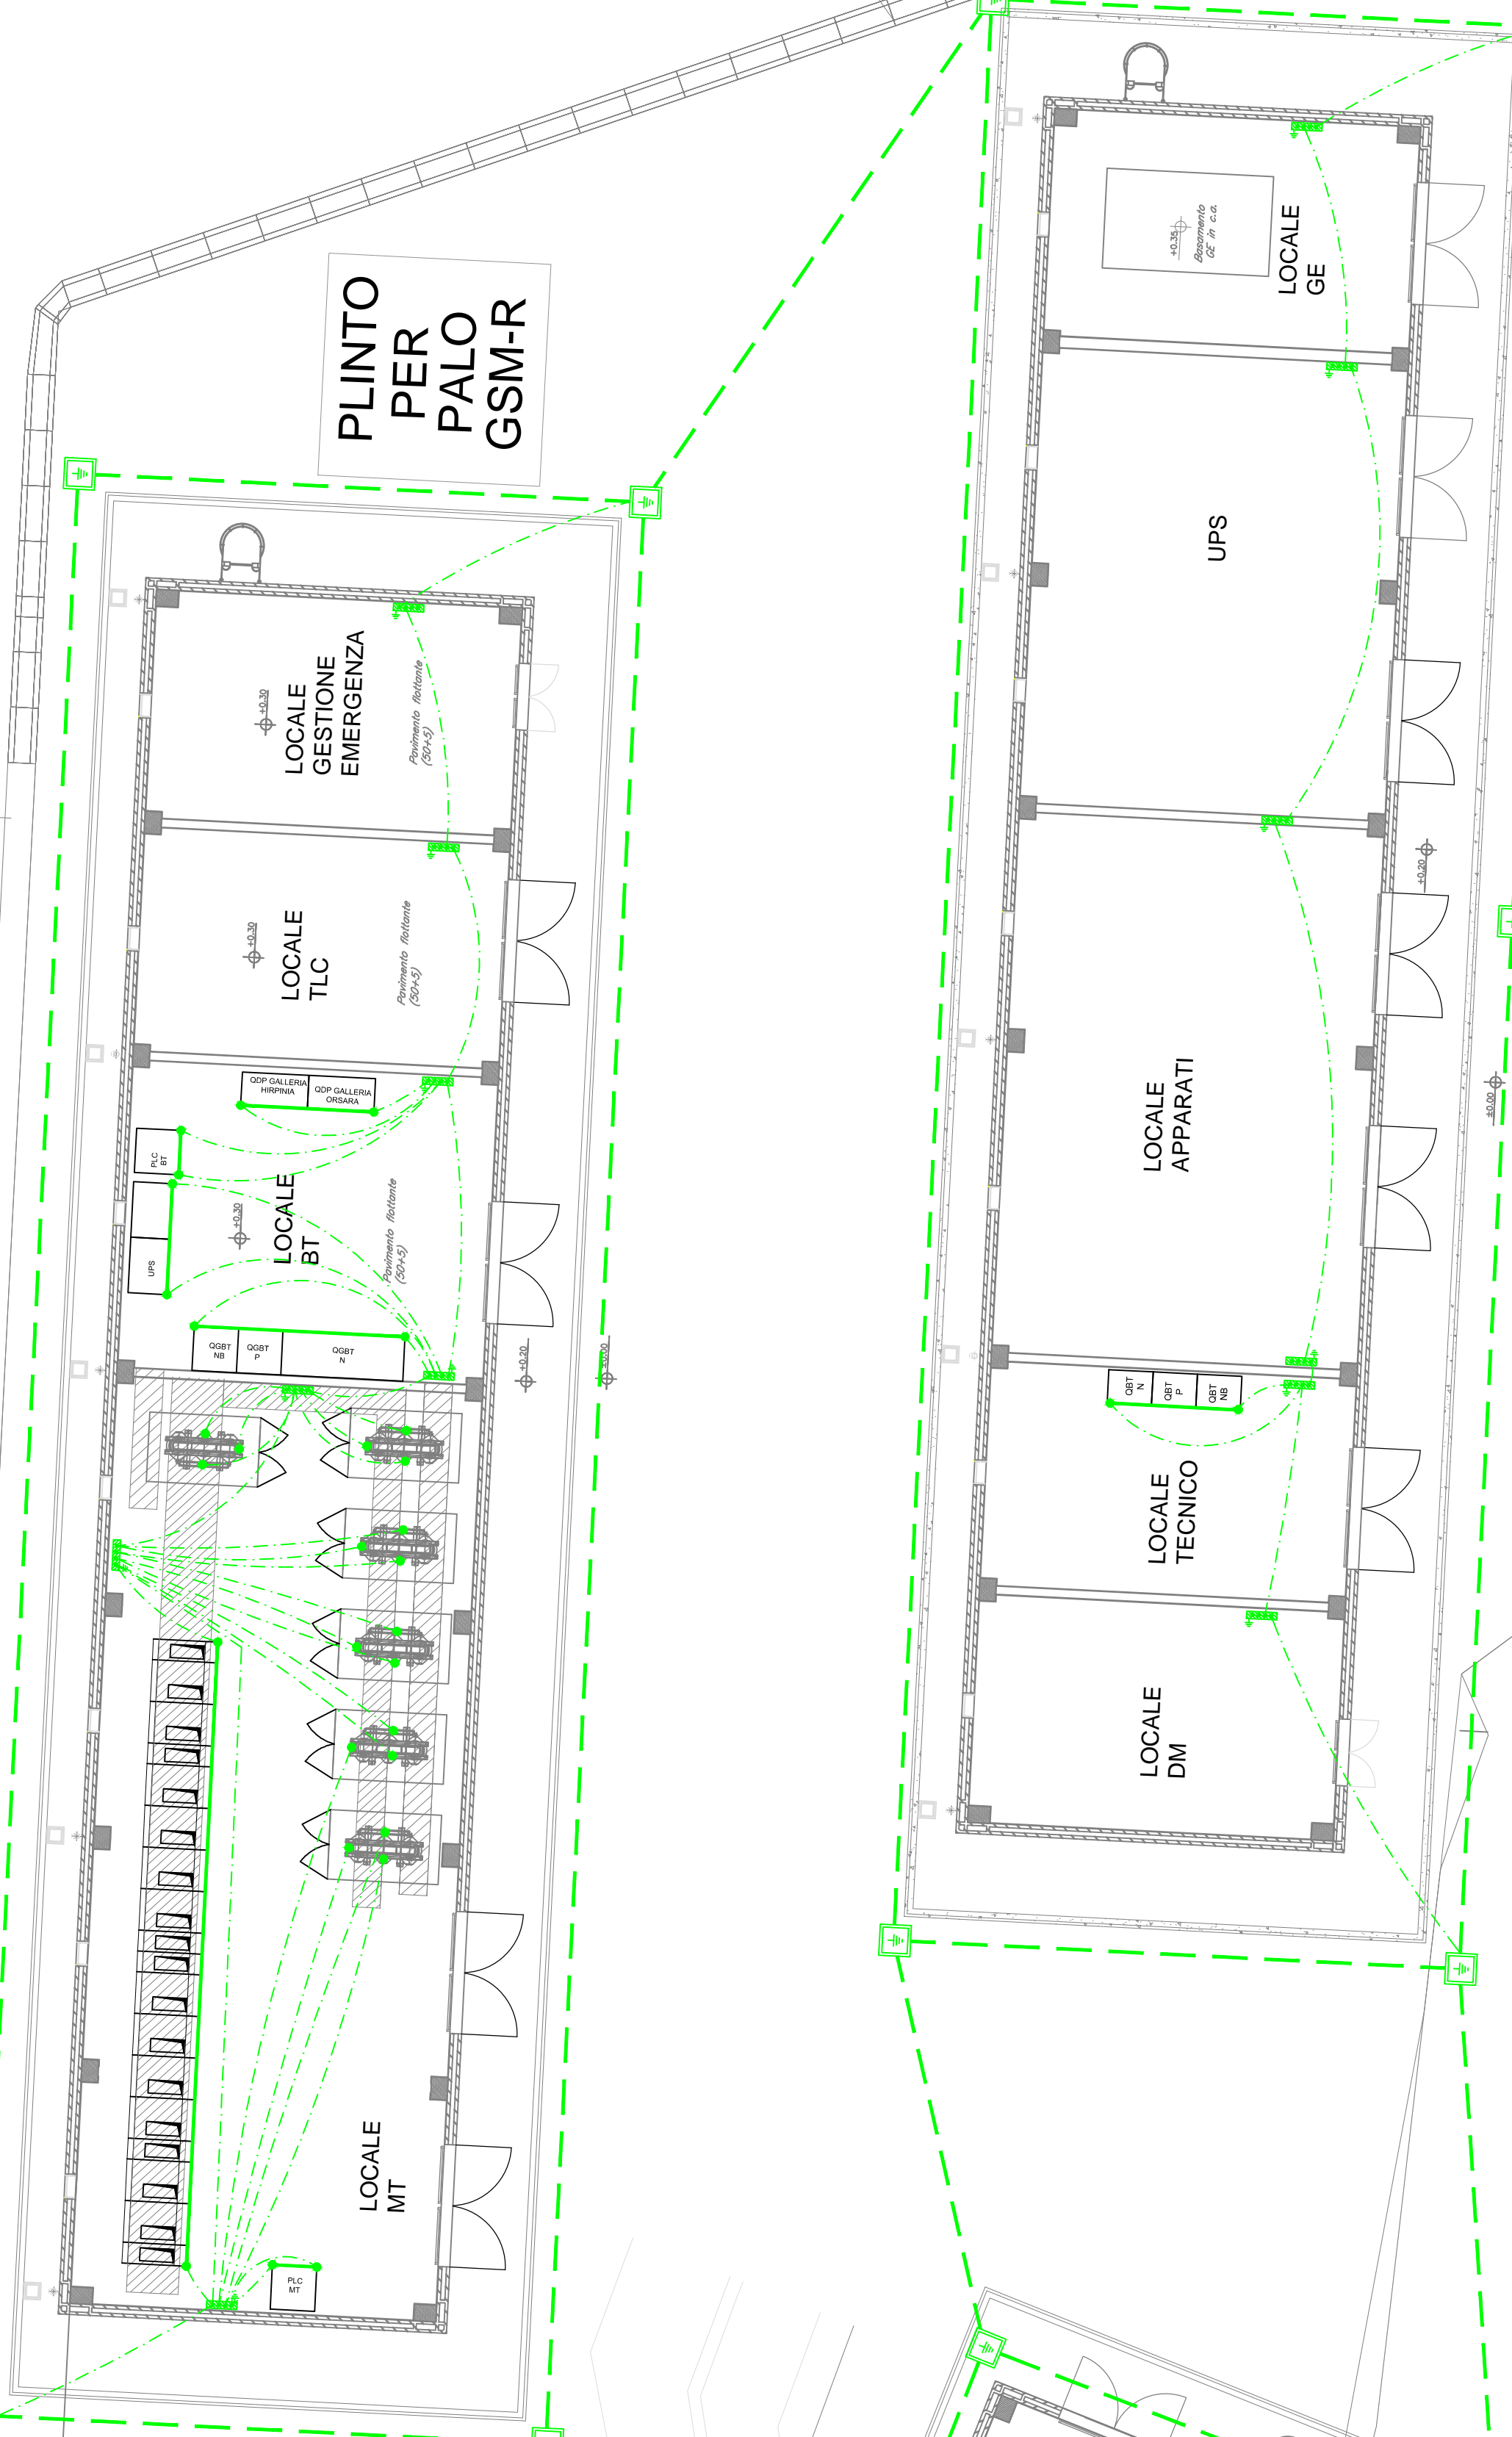 PLINTO
PER
PALO
GSM-R
LOCALE
GESTIONE
EMERGENZA
+0.30
Pavimento flottante
(50+5)
LOCALE
TLC
+0.30
Pavimento flottante
(50+5)
QDP GALLERIA
HIRPINIA
QDP GALLERIA
ORSARA
PLC
BT
UPS
+0.30
LOCALE
BT
Pavimento flottante
(50+5)
QGBT
NB
QGBT
P
QGBT
N
+0.20
±0.00
LOCALE
MT
PLC
MT
+0.35
Basamento
GE in c.a.
LOCALE
GE
UPS
+0.20
LOCALE
APPARATI
±0.00
QBT
N
QBT
P
QBT
NB
LOCALE
TECNICO
LOCALE
DM